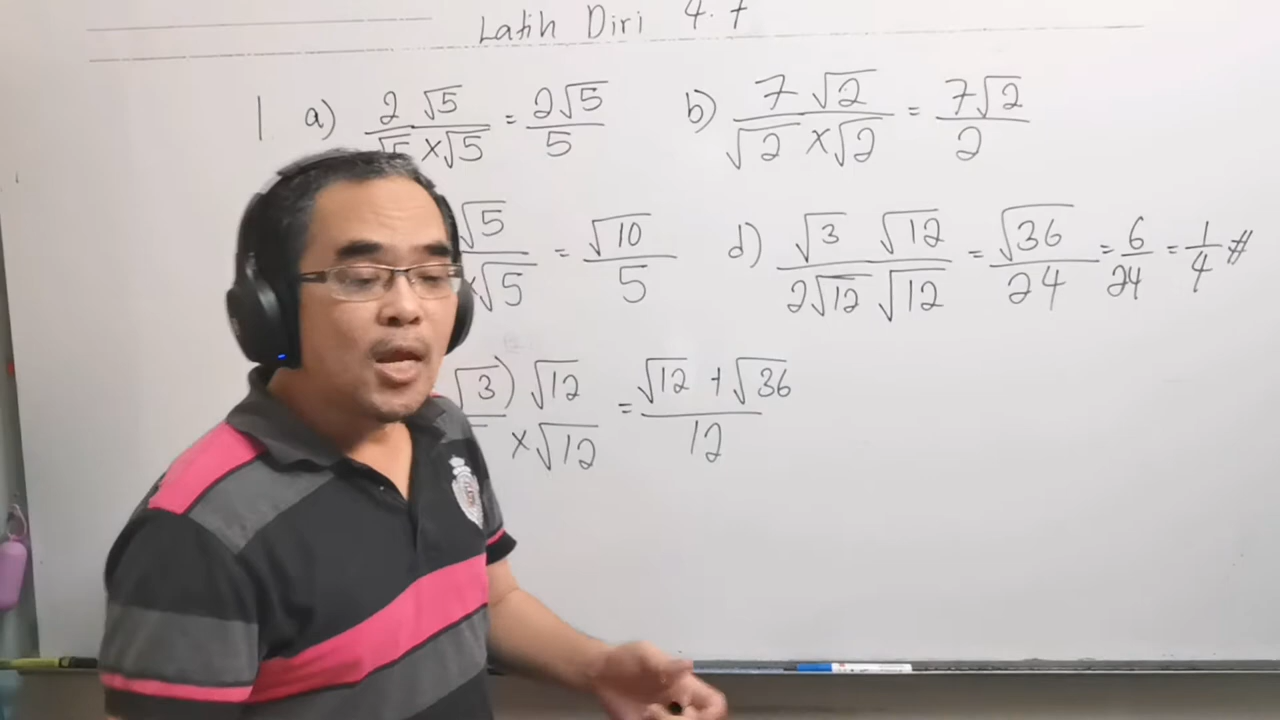 Latih Diri 4.7
1 a) 2 √5 / √5 × √5 = 2√5 / 5 b) 7 √2 / √2 × √2 = 7√2 / 2
√5 / × √5 = √10 / 5 d) √3 √12 / 2√12 √12 = √36 / 24 = 6 / 24 = 1 / 4 #
√3) √12 / × √12 = √12 + √36 / 12